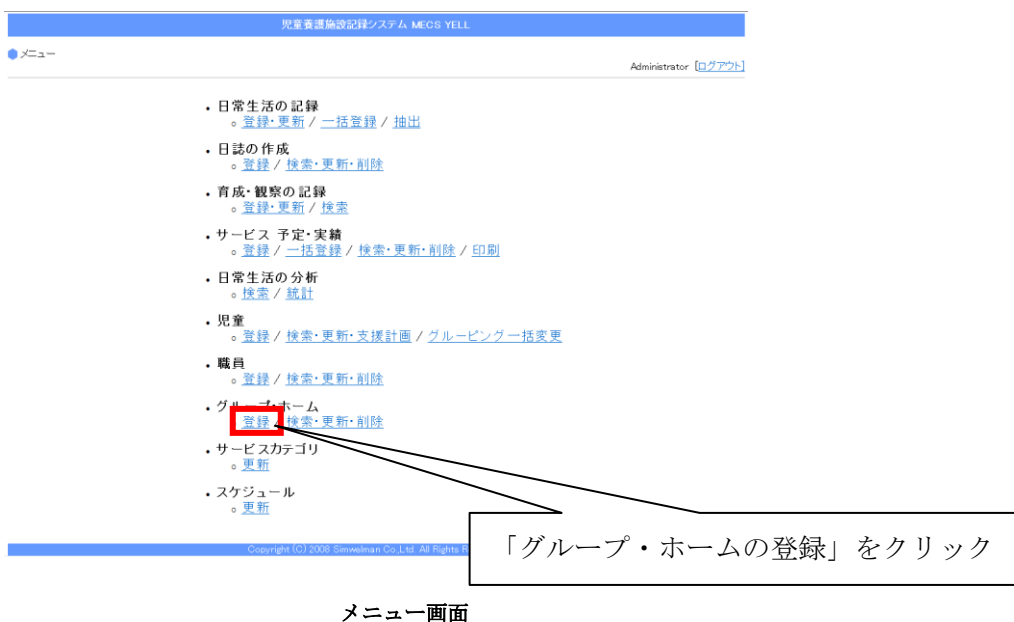 児童養護施設記録システム MECS YELL
メニュー
Administrator [ログアウト]
・日常生活の記録
○ 登録・更新 / 一括登録 / 抽出
・日誌の作成
○ 登録 / 検索・更新・削除
・育成・観察の記録
○ 登録・更新 / 検索
・サービス 予定・実績
○ 登録 / 一括登録 / 検索・更新・削除 / 印刷
・日常生活の分析
○ 検索 / 統計
・児童
○ 登録 / 検索・更新・支援計画 / グルーピング一括変更
・職員
○ 登録 / 検索・更新・削除
・グループ・ホーム
登録 / 検索・更新・削除
・サービスカテゴリ
○ 更新
・スケジュール
○ 更新
Copyright (C) 2008 Simwelman Co.,Ltd. All Rights R
「グループ・ホームの登録」をクリック
メニュー画面